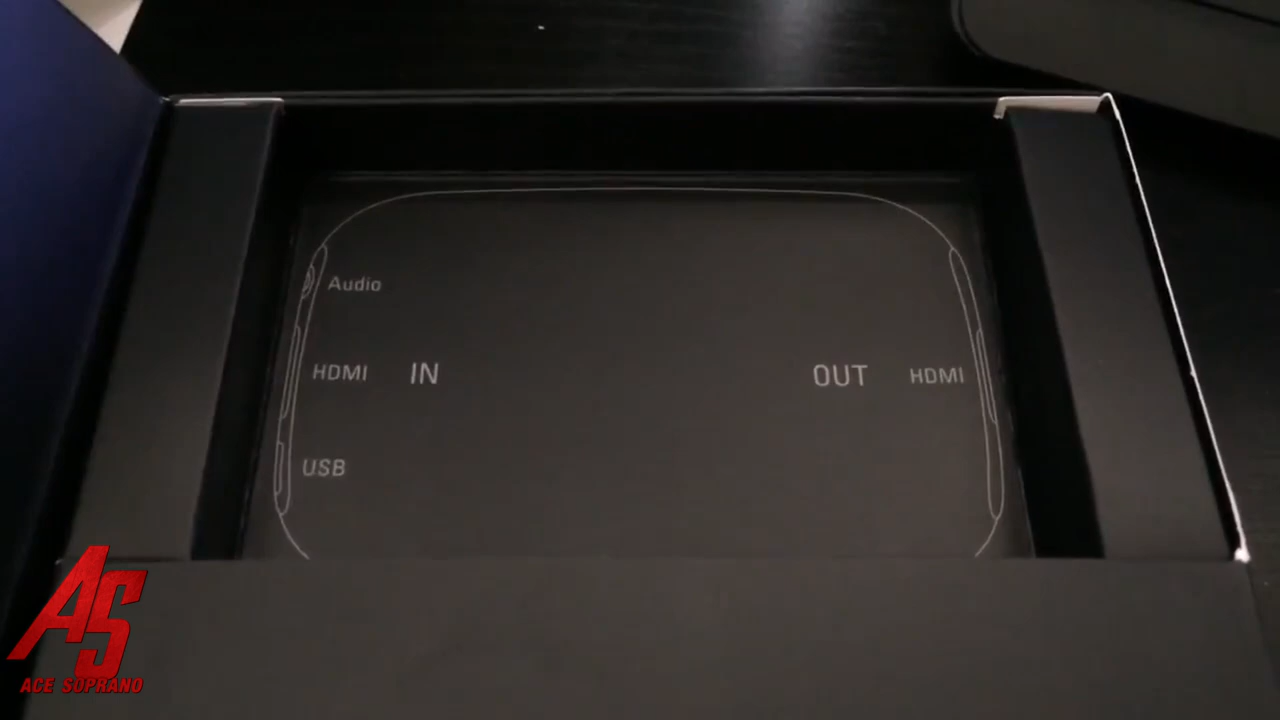 Audio
HDMI IN
OUT HDMI
USB
AS
ACE SOPRANO